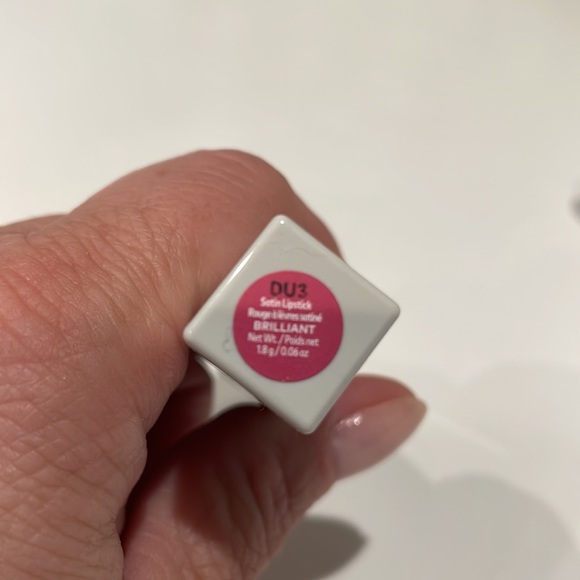 DU3
Satin Lipstick
Rouge à lèvres satiné
BRILLIANT
Net Wt. / Poids net
1.8 g / 0.06 oz